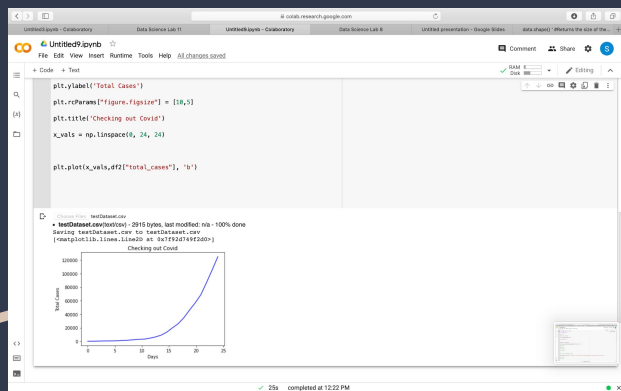 colab.research.google.com
Untitled9.ipynb - Colaboratory
Data Science Lab 11
Untitled9.ipynb - Colaboratory
Data Science Lab 9
Untitled presentation - Google Slides
data.shape() `#Returns the size of the...
Untitled9.ipynb
File Edit View Insert Runtime Tools Help All changes saved
Comment
Share
S
+ Code + Text
RAM
Disk
Editing
plt.ylabel('Total Cases')
plt.rcParams["figure.figsize"] = [10,5]
plt.title('Checking out Covid')
x_vals = np.linspace(0, 24, 24)
plt.plot(x_vals,df2["total_cases"], 'b')
Choose Files testDataset.csv
• testDataset.csv(text/csv) - 2915 bytes, last modified: n/a - 100% done
Saving testDataset.csv to testDataset.csv
[<matplotlib.lines.Line2D at 0x7f92d749f2d0>]
Checking out Covid
Total Cases
120000
100000
80000
60000
40000
20000
0
0 5 10 15 20 25
Days
25s completed at 12:22 PM